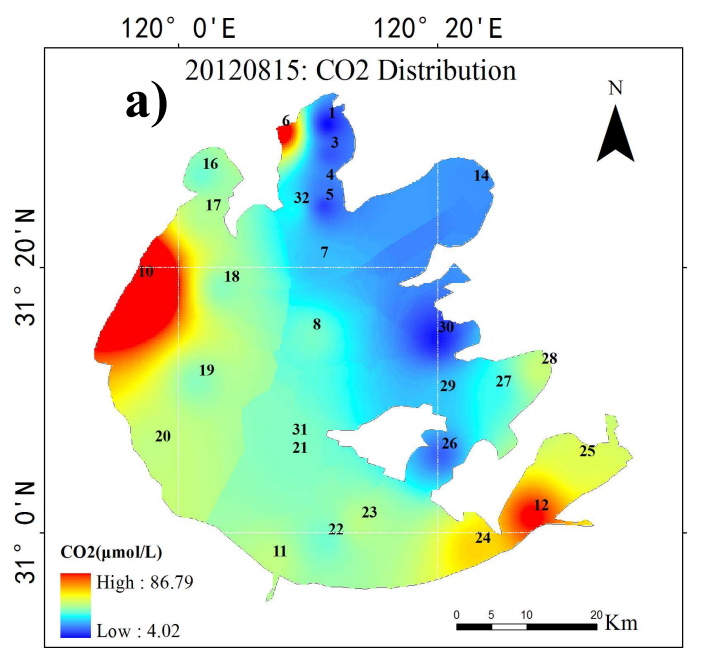 120° 0'E 120° 20'E
20120815: CO2 Distribution
a)
N
6
1
3
16
4
14
5
32
17
31° 20'N
7
10
18
8
30
28
19
27
29
31
20
26
21
25
12
23
22
24
11
31° 0'N
CO2(μmol/L)
High : 86.79
Low : 4.02
0 5 10 20
Km